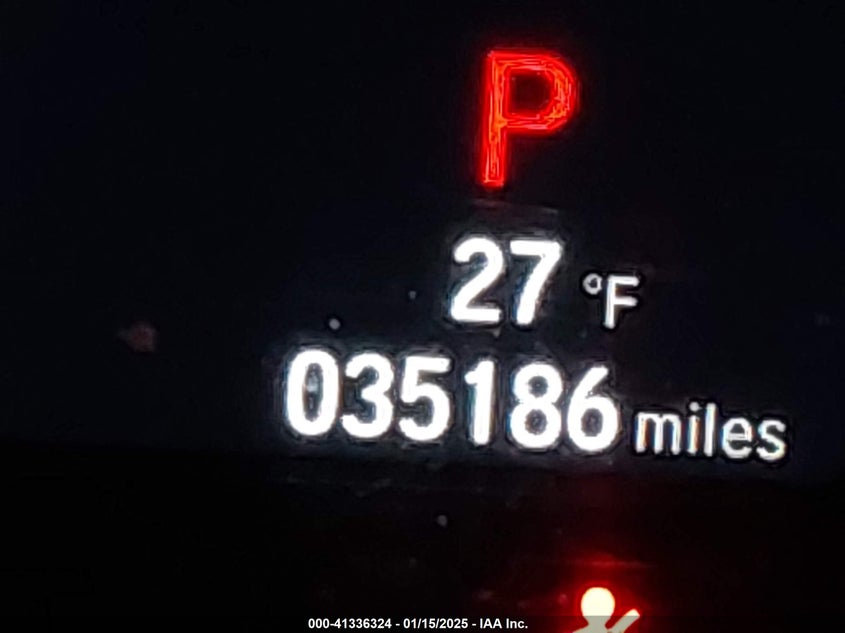 P
27 °F
035186 miles
000-41336324 - 01/15/2025 - IAA Inc.